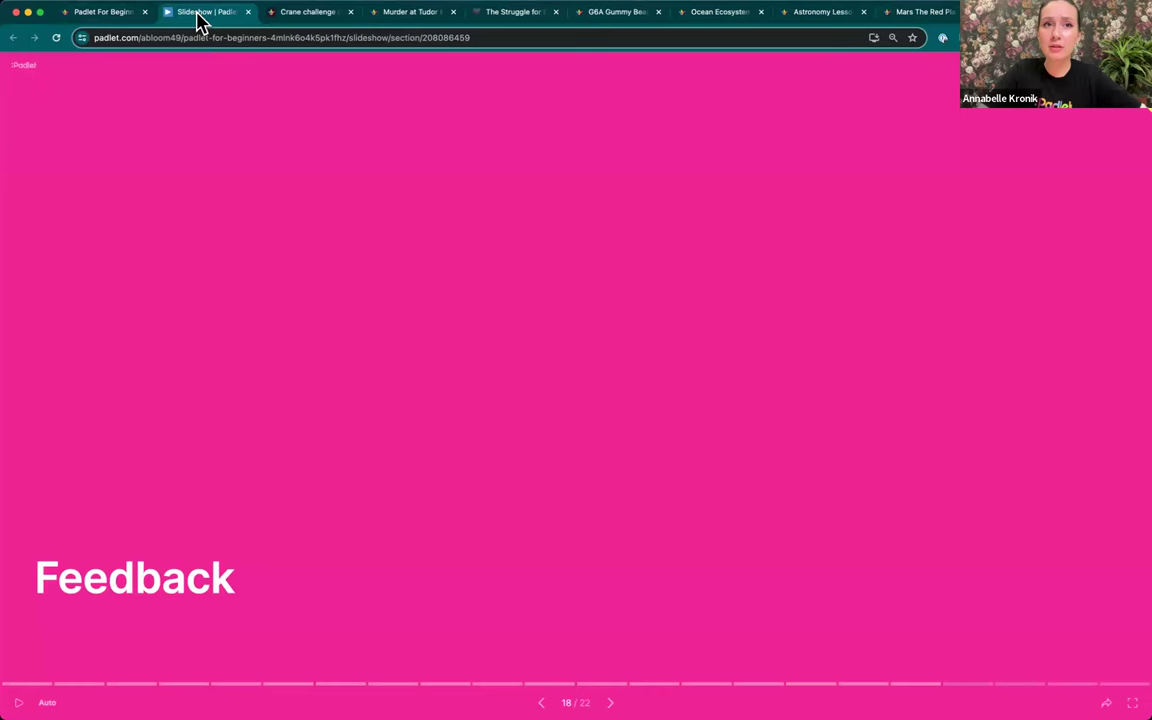 Padlet For Beginn
Slideshow | Padle
Crane challenge
Murder at Tudor
The Struggle for
G6A Gummy Bea
Ocean Ecosystem
Astronomy Lesso
Mars The Red Pla
padlet.com/abloom49/padlet-for-beginners-4mlnk6o4k5pk1fhz/slideshow/section/208086459
:Padlet
Padlet
Annabelle Kronik
Feedback
Auto
18 / 22